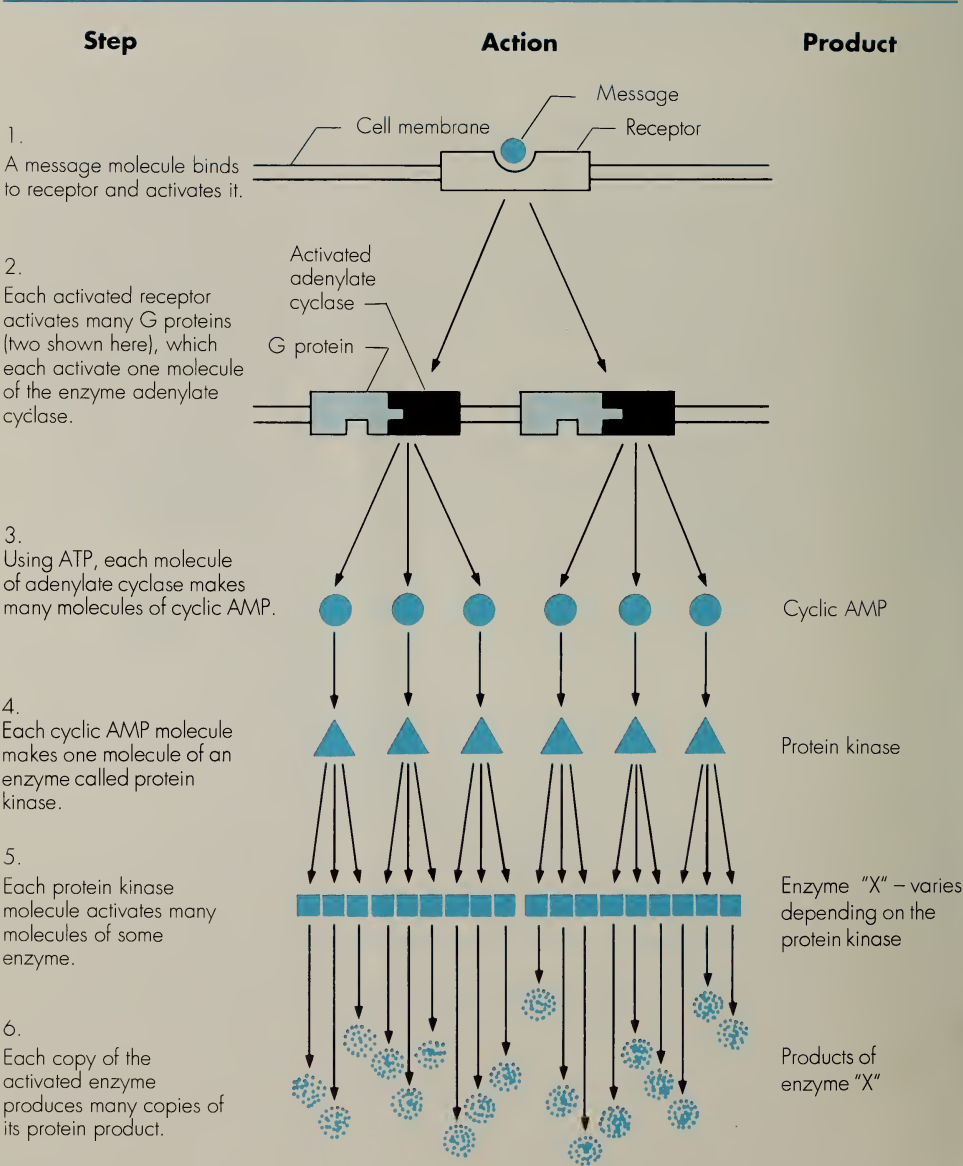 Step
Action
Product
1.
A message molecule binds
to receptor and activates it.
Cell membrane
Message
Receptor
2.
Each activated receptor
activates many G proteins
(two shown here), which
each activate one molecule
of the enzyme adenylate
cyclase.
Activated
adenylate
cyclase
G protein
3.
Using ATP, each molecule
of adenylate cyclase makes
many molecules of cyclic AMP.
Cyclic AMP
4.
Each cyclic AMP molecule
makes one molecule of an
enzyme called protein
kinase.
Protein kinase
5.
Each protein kinase
molecule activates many
molecules of some
enzyme.
Enzyme "X" – varies
depending on the
protein kinase
6.
Each copy of the
activated enzyme
produces many copies of
its protein product.
Products of
enzyme "X"